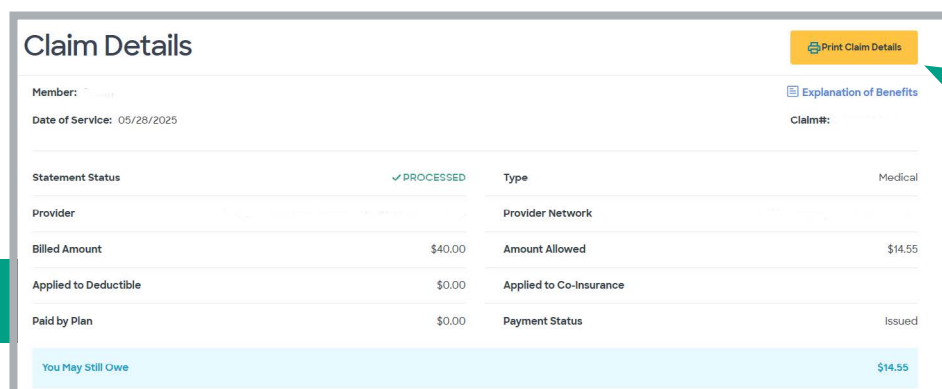 Claim Details
Print Claim Details
Member:
Explanation of Benefits
Date of Service: 05/28/2025
Claim#:
Statement Status ✓ PROCESSED Type Medical
Provider Provider Network
Billed Amount $40.00 Amount Allowed $14.55
Applied to Deductible $0.00 Applied to Co-Insurance
Paid by Plan $0.00 Payment Status Issued
You May Still Owe $14.55